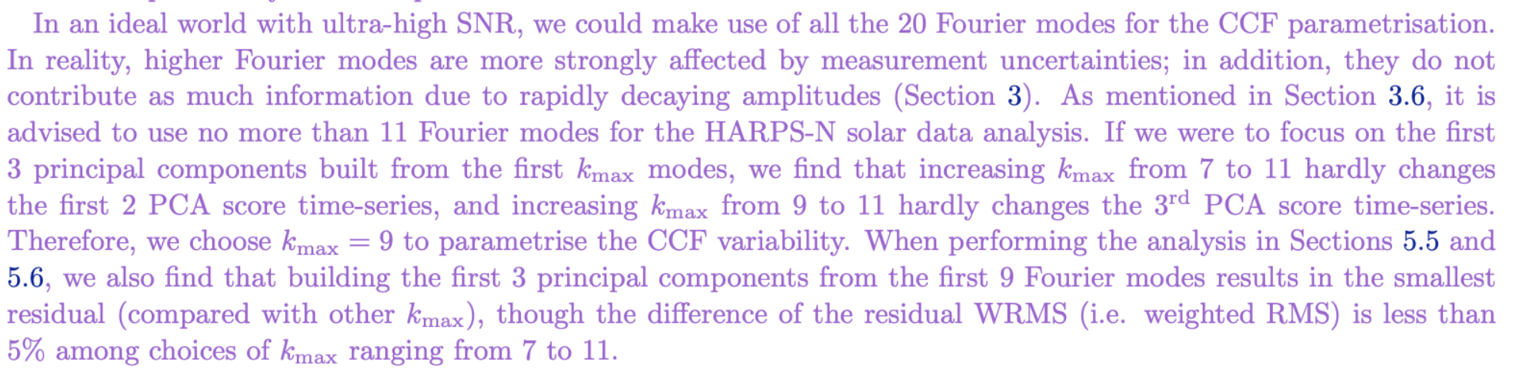 In an ideal world with ultra-high SNR, we could make use of all the 20 Fourier modes for the CCF parametrisation.
In reality, higher Fourier modes are more strongly affected by measurement uncertainties; in addition, they do not
contribute as much information due to rapidly decaying amplitudes (Section 3). As mentioned in Section 3.6, it is
advised to use no more than 11 Fourier modes for the HARPS-N solar data analysis. If we were to focus on the first
3 principal components built from the first k_max modes, we find that increasing k_max from 7 to 11 hardly changes
the first 2 PCA score time-series, and increasing k_max from 9 to 11 hardly changes the 3rd PCA score time-series.
Therefore, we choose k_max = 9 to parametrise the CCF variability. When performing the analysis in Sections 5.5 and
5.6, we also find that building the first 3 principal components from the first 9 Fourier modes results in the smallest
residual (compared with other k_max), though the difference of the residual WRMS (i.e. weighted RMS) is less than
5% among choices of k_max ranging from 7 to 11.